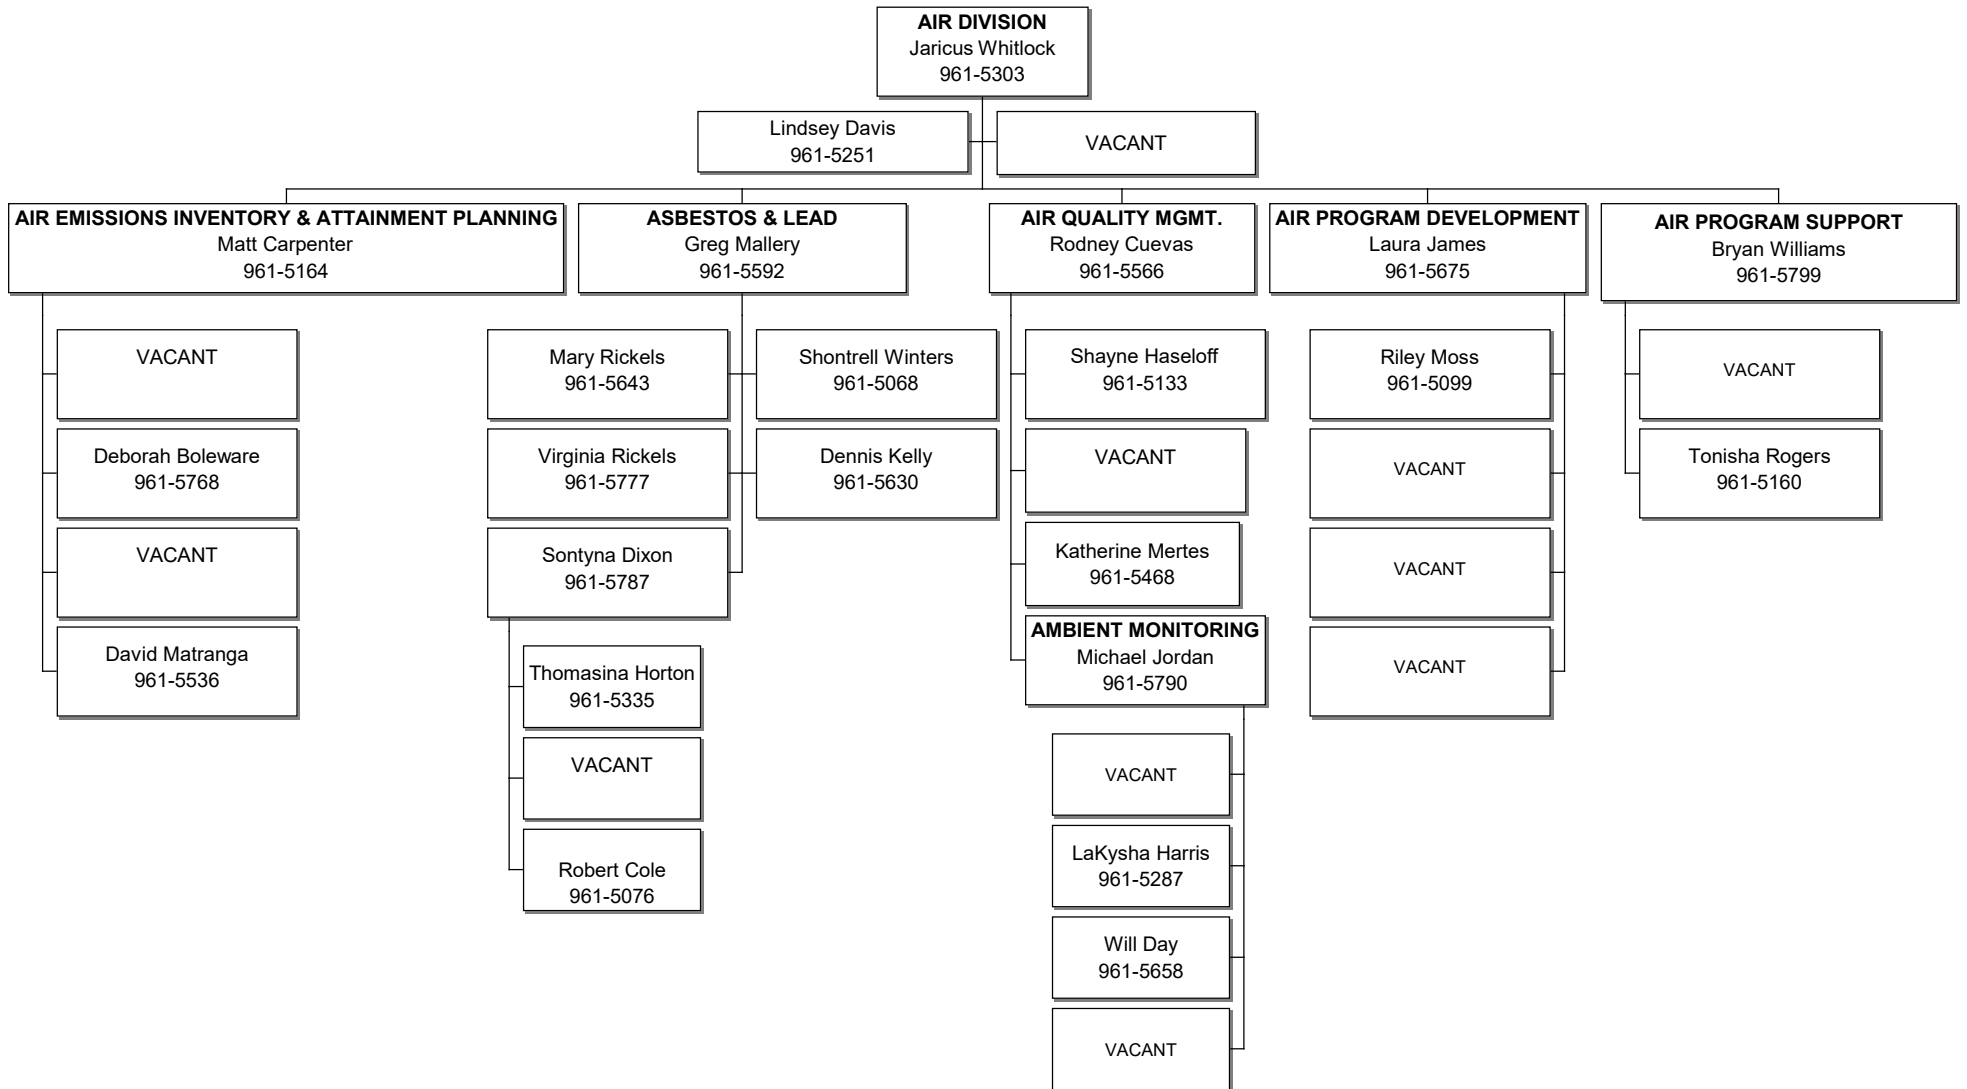 AIR DIVISION
Jaricus Whitlock
961-5303
Lindsey Davis
961-5251
VACANT
AIR EMISSIONS INVENTORY & ATTAINMENT PLANNING
Matt Carpenter
961-5164
VACANT
Deborah Boleware
961-5768
VACANT
David Matranga
961-5536
ASBESTOS & LEAD
Greg Mallery
961-5592
Mary Rickels
961-5643
Shontrell Winters
961-5068
Virginia Rickels
961-5777
Dennis Kelly
961-5630
Sontyna Dixon
961-5787
Thomasina Horton
961-5335
VACANT
Robert Cole
961-5076
AIR QUALITY MGMT.
Rodney Cuevas
961-5566
Shayne Haseloff
961-5133
VACANT
Katherine Mertes
961-5468
AMBIENT MONITORING
Michael Jordan
961-5790
VACANT
LaKysha Harris
961-5287
Will Day
961-5658
VACANT
AIR PROGRAM DEVELOPMENT
Laura James
961-5675
Riley Moss
961-5099
VACANT
VACANT
VACANT
AIR PROGRAM SUPPORT
Bryan Williams
961-5799
VACANT
Tonisha Rogers
961-5160